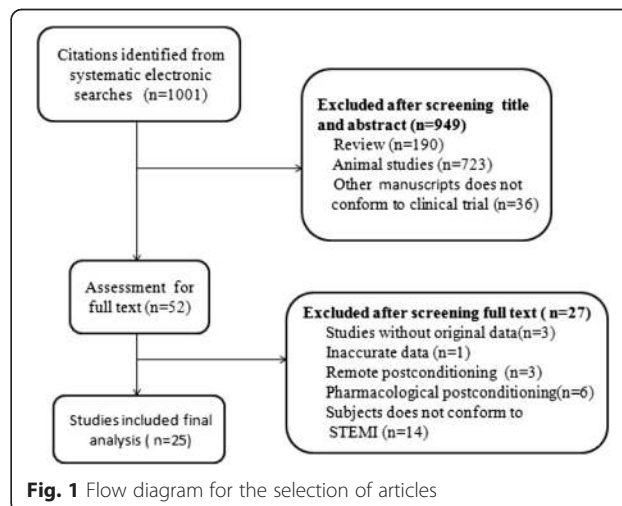 Citations identified from
systematic electronic
searches (n=1001)
Excluded after screening title
and abstract (n=949)
Review (n=190)
Animal studies (n=723)
Other manuscripts does not
conform to clinical trial (n=36)
Assessment for
full text (n=52)
Excluded after screening full text ( n=27)
Studies without original data(n=3)
Inaccurate data (n=1)
Remote postconditioning (n=3)
Pharmacological postconditioning(n=6)
Subjects does not conform to
STEMI (n=14)
Studies included final
analysis ( n=25)
Fig. 1 Flow diagram for the selection of articles